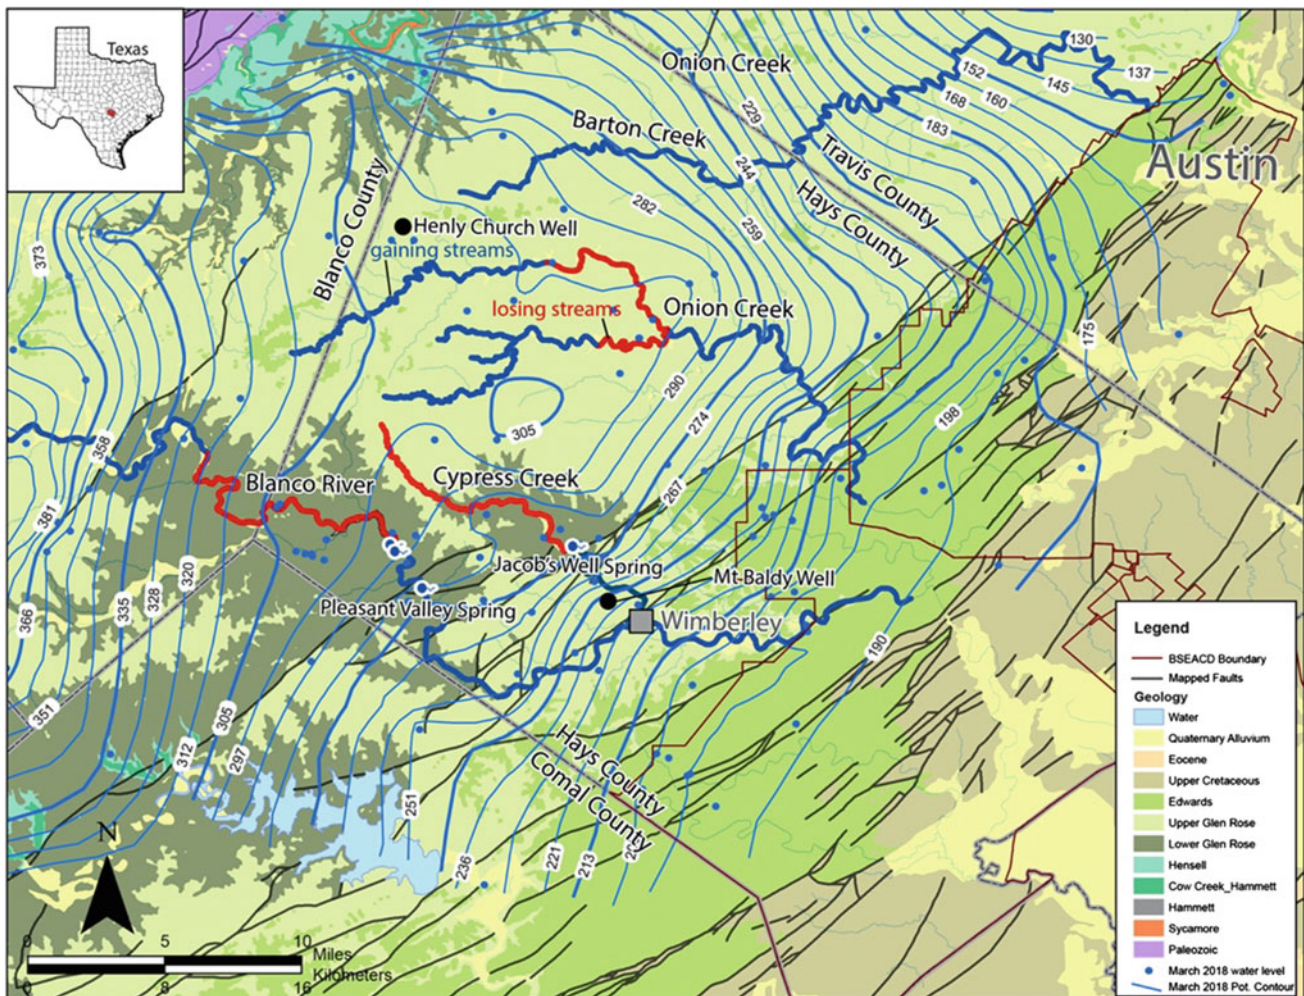 Texas
Onion Creek
130
152
145
137
168
160
183
229
Barton Creek
244
Travis County
Hays County
Austin
282
259
373
Blanco County
Henly Church Well
gaining streams
losing streams
Onion Creek
175
290
274
198
305
358
Cypress Creek
Blanco River
267
381
Jacob's Well Spring
Mt Baldy Well
Pleasant Valley Spring
Wimberley
366
335
328
320
190
351
305
312
297
Hays County
Comal County
251
236
221
213
N
0
5
10
Miles
Kilometers
0
8
16
Legend
BSEACD Boundary
Mapped Faults
Geology
Water
Quaternary Alluvium
Eocene
Upper Cretaceous
Edwards
Upper Glen Rose
Lower Glen Rose
Hensell
Cow Creek_Hammett
Hammett
Sycamore
Paleozoic
March 2018 water level
March 2018 Pot. Contour